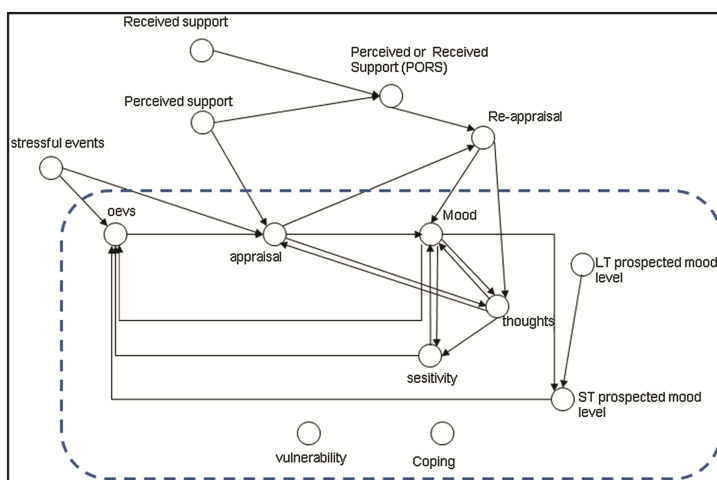 Received support
Perceived or  Received
Support (PORS)
Perceived support
Re-appraisal
stressful events
oevs
Mood
appraisal
LT prospected mood
level
thoughts
sesitivity
ST prospected mood
level
vulnerability
Coping